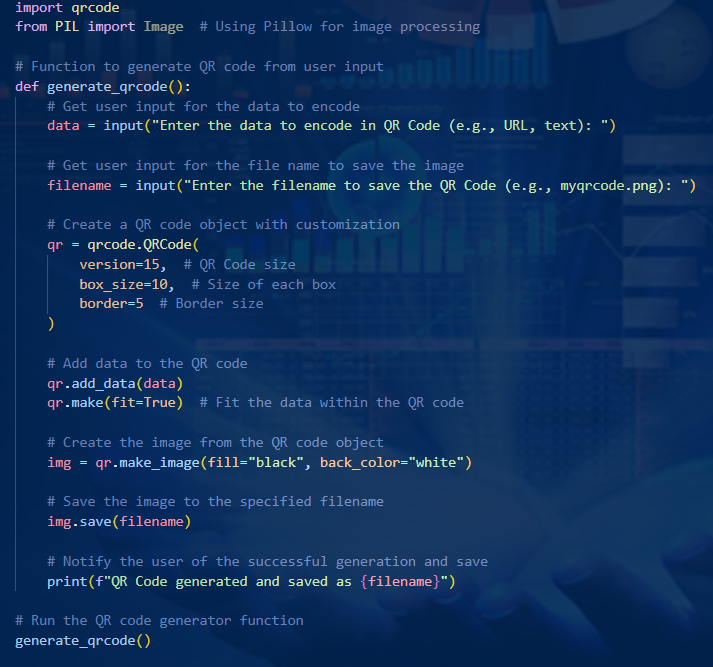 import qrcode
from PIL import Image  # Using Pillow for image processing
# Function to generate QR code from user input
def generate_qrcode():
    # Get user input for the data to encode
    data = input("Enter the data to encode in QR Code (e.g., URL, text): ")
    # Get user input for the file name to save the image
    filename = input("Enter the filename to save the QR Code (e.g., myqrcode.png): ")
    # Create a QR code object with customization
    qr = qrcode.QRCode(
        version=15,  # QR Code size
        box_size=10,  # Size of each box
        border=5  # Border size
    )
    # Add data to the QR code
    qr.add_data(data)
    qr.make(fit=True)  # Fit the data within the QR code
    # Create the image from the QR code object
    img = qr.make_image(fill="black", back_color="white")
    # Save the image to the specified filename
    img.save(filename)
    # Notify the user of the successful generation and save
    print(f"QR Code generated and saved as {filename}")
# Run the QR code generator function
generate_qrcode()